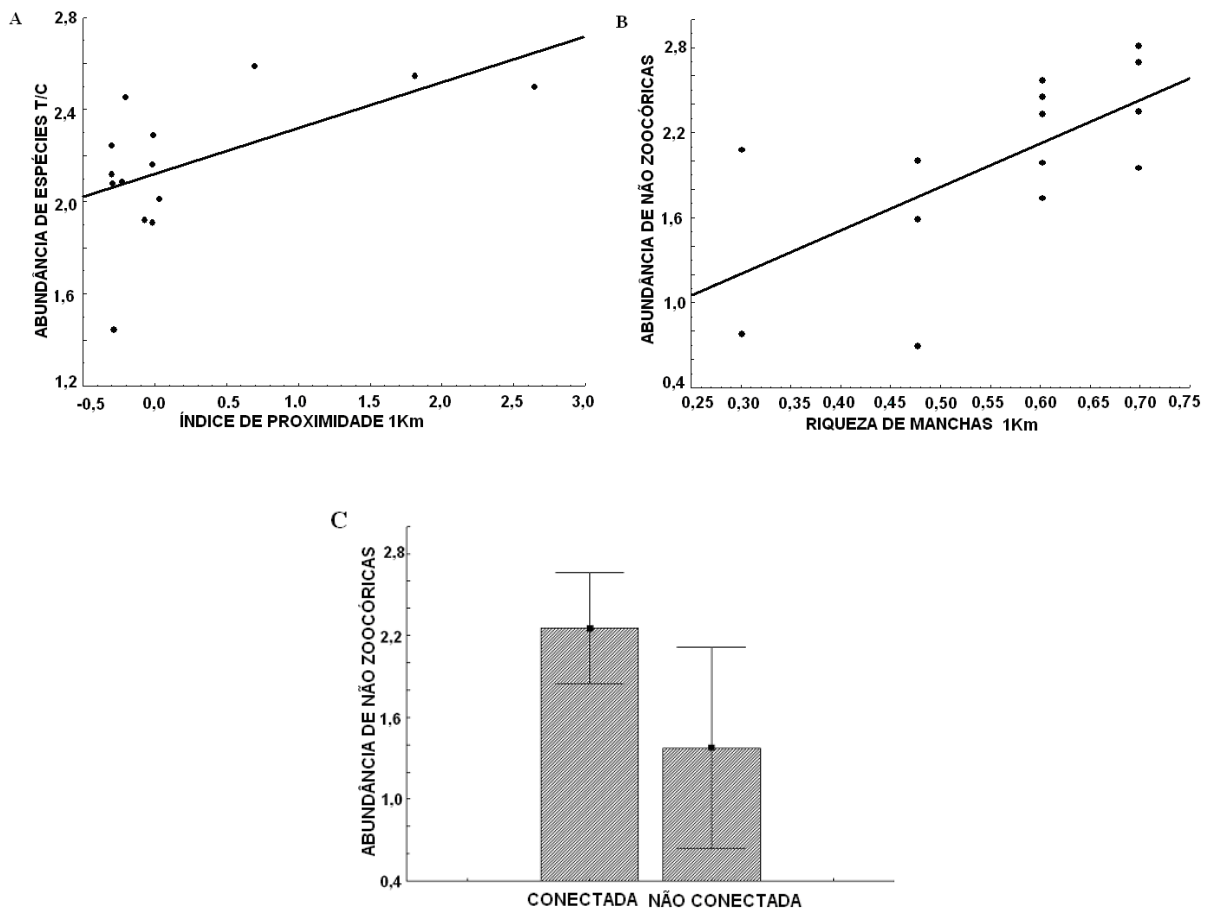 A
ABUNDÂNCIA DE ESPÉCIES T/C
2,8
2,4
2,0
1,6
1,2
-0,5 0,0 0,5 1,0 1,5 2,0 2,5 3,0
ÍNDICE DE PROXIMIDADE 1Km
B
ABUNDÂNCIA DE NÃO ZOOCÓRICAS
2,8
2,2
1,6
1,0
0,4
0,25 0,30 0,35 0,40 0,45 0,50 0,55 0,60 0,65 0,70 0,75
RIQUEZA DE MANCHAS 1Km
C
ABUNDÂNCIA DE NÃO ZOOCÓRICAS
2,8
2,2
1,6
1,0
0,4
CONECTADA NÃO CONECTADA